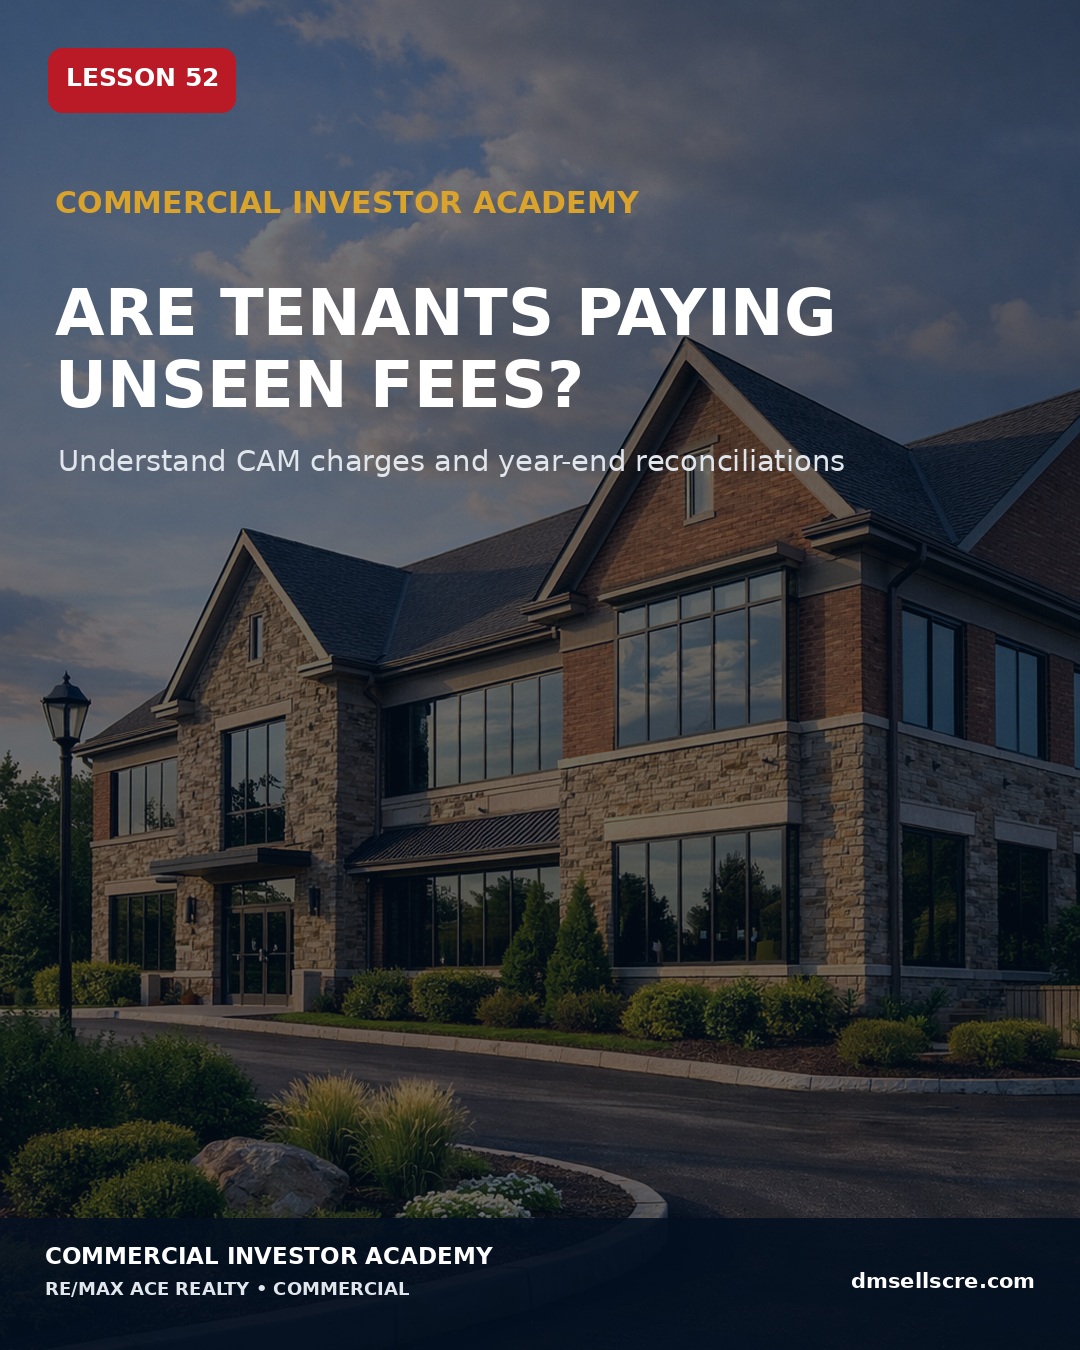 LESSON 52
COMMERCIAL INVESTOR ACADEMY
ARE TENANTS PAYING
UNSEEN FEES?
Understand CAM charges and year-end reconciliations
COMMERCIAL INVESTOR ACADEMY
RE/MAX ACE REALTY • COMMERCIAL
dmsellscre.com